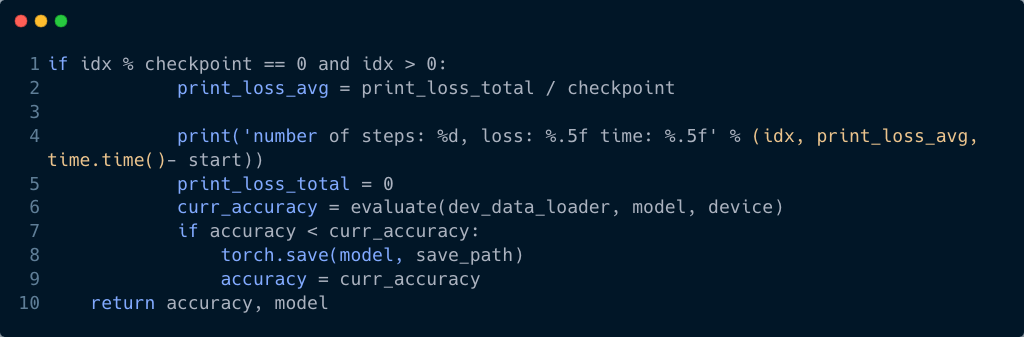 1 if idx % checkpoint == 0 and idx > 0:
2             print_loss_avg = print_loss_total / checkpoint
3
4             print('number of steps: %d, loss: %.5f time: %.5f' % (idx, print_loss_avg,
time.time()- start))
5             print_loss_total = 0
6             curr_accuracy = evaluate(dev_data_loader, model, device)
7             if accuracy < curr_accuracy:
8                 torch.save(model, save_path)
9                 accuracy = curr_accuracy
10     return accuracy, model